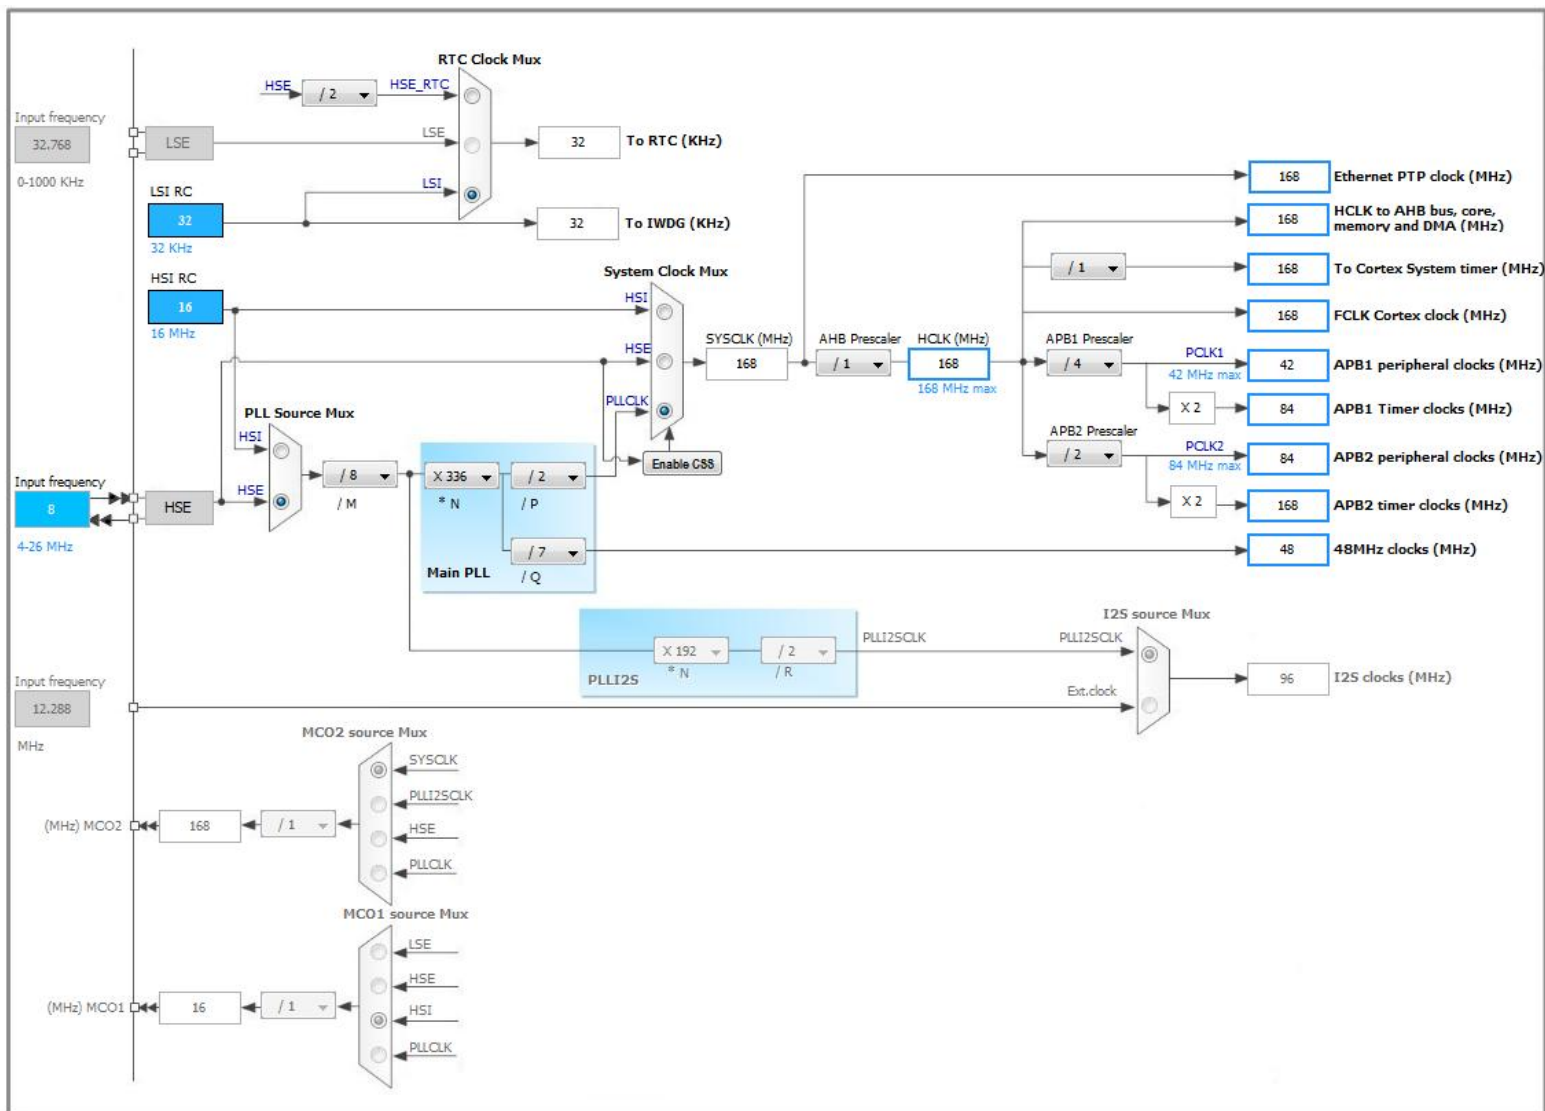 RTC Clock Mux
HSE
/ 2
HSE_RTC
Input frequency
32.768
0-1000 KHz
LSE
LSE
32
To RTC (KHz)
LSI
LSI RC
32
32 KHz
32
To IWDG (KHz)
HSI RC
16
16 MHz
System Clock Mux
HSI
HSE
PLLCLK
Enable CSS
SYSCLK (MHz)
168
AHB Prescaler
/ 1
HCLK (MHz)
168
168 MHz max
168
Ethernet PTP clock (MHz)
168
HCLK to AHB bus, core,
memory and DMA (MHz)
/ 1
168
To Cortex System timer (MHz)
168
FCLK Cortex clock (MHz)
APB1 Prescaler
/ 4
PCLK1
42 MHz max
42
APB1 peripheral clocks (MHz)
X 2
84
APB1 Timer clocks (MHz)
APB2 Prescaler
/ 2
PCLK2
84 MHz max
84
APB2 peripheral clocks (MHz)
X 2
168
APB2 timer clocks (MHz)
48
48MHz clocks (MHz)
PLL Source Mux
HSI
HSE
Input frequency
8
4-26 MHz
HSE
/ 8
/ M
X 336
* N
/ 2
/ P
/ 7
/ Q
Main PLL
X 192
* N
/ 2
/ R
PLLI2S
PLLI2SCLK
I2S source Mux
PLLI2SCLK
Ext.clock
96
I2S clocks (MHz)
Input frequency
12.288
MHz
MCO2 source Mux
SYSCLK
PLLI2SCLK
HSE
PLLCLK
(MHz) MCO2
168
/ 1
MCO1 source Mux
LSE
HSE
HSI
PLLCLK
(MHz) MCO1
16
/ 1